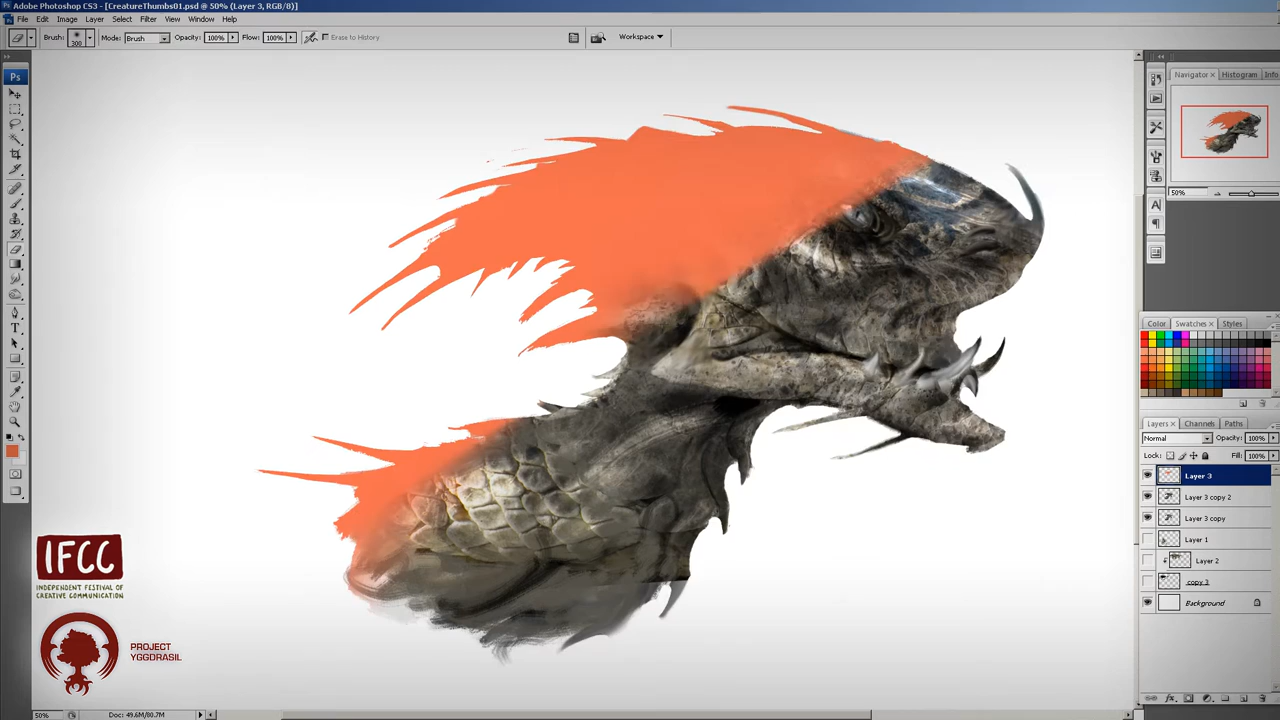 Adobe Photoshop CS3 - [CreatureThumbs01.psd @ 50% (Layer 3, RGB/8)]
File Edit Image Layer Select Filter View Window Help
Brush: 300 Mode: Brush Opacity: 100% Flow: 100% Erase to History Workspace
Ps
Navigator × Histogram Info
50%
Color Swatches × Styles
Layers × Channels Paths
Normal Opacity: 100%
Lock: Fill: 100%
Layer 3
Layer 3 copy 2
Layer 3 copy
Layer 1
Layer 2
copy 3
Background
IFCC
INDEPENDENT FESTIVAL OF
CREATIVE COMMUNICATION
PROJECT
YGGDRASIL
50% Doc: 49.6M/80.7M